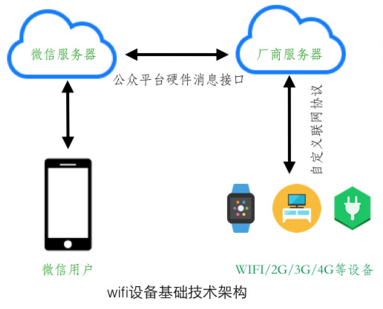 微信服务器
厂商服务器
公众平台硬件消息接口
自定义联网协议
微信用户
WIFI/2G/3G/4G等设备
wifi设备基础技术架构